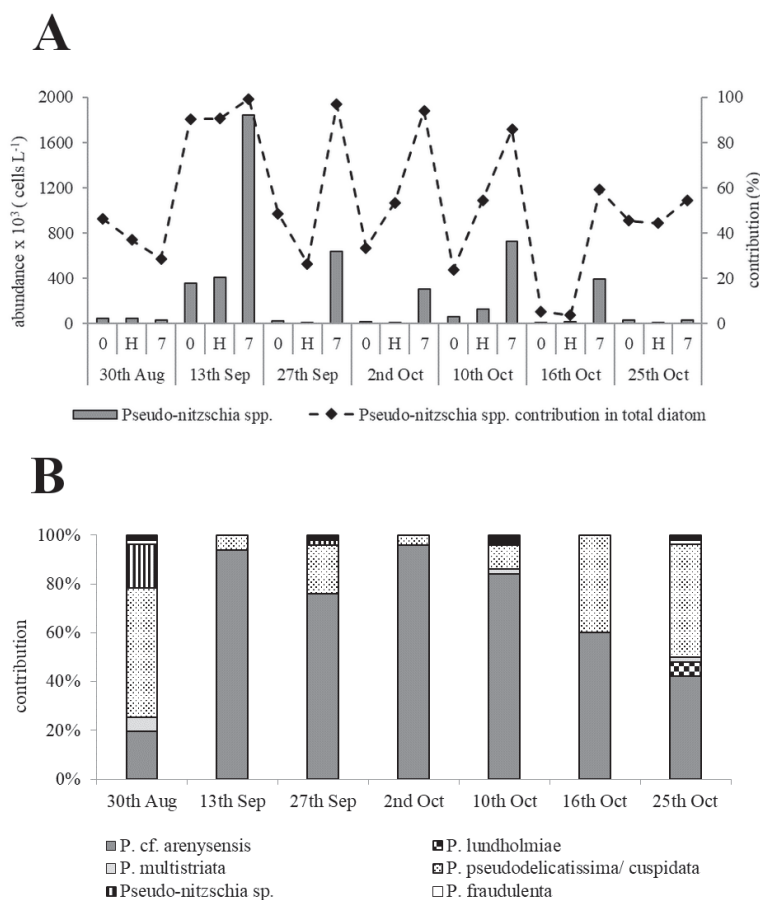 A
2000
1600
1200
800
400
0
abundance x 10³ ( cells L⁻¹)
100
80
60
40
20
0
contribution (%)
0 H 7 0 H 7 0 H 7 0 H 7 0 H 7 0 H 7 0 H 7
30th Aug 13th Sep 27th Sep 2nd Oct 10th Oct 16th Oct 25th Oct
Pseudo-nitzschia spp. Pseudo-nitzschia spp. contribution in total diatom
B
100%
80%
60%
40%
20%
0%
contribution
30th Aug 13th Sep 27th Sep 2nd Oct 10th Oct 16th Oct 25th Oct
P. cf. arenysensis P. lundholmiae
P. multistriata P. pseudodelicatissima/ cuspidata
Pseudo-nitzschia sp. P. fraudulenta